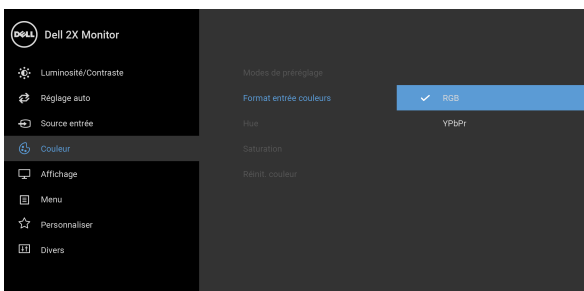 DELL Dell 2X Monitor
Luminosité/Contraste
Modes de préréglage
Réglage auto
Format entrée couleurs
RGB
Source entrée
Hue
YPbPr
Couleur
Saturation
Affichage
Réinit. couleur
Menu
Personnaliser
Divers